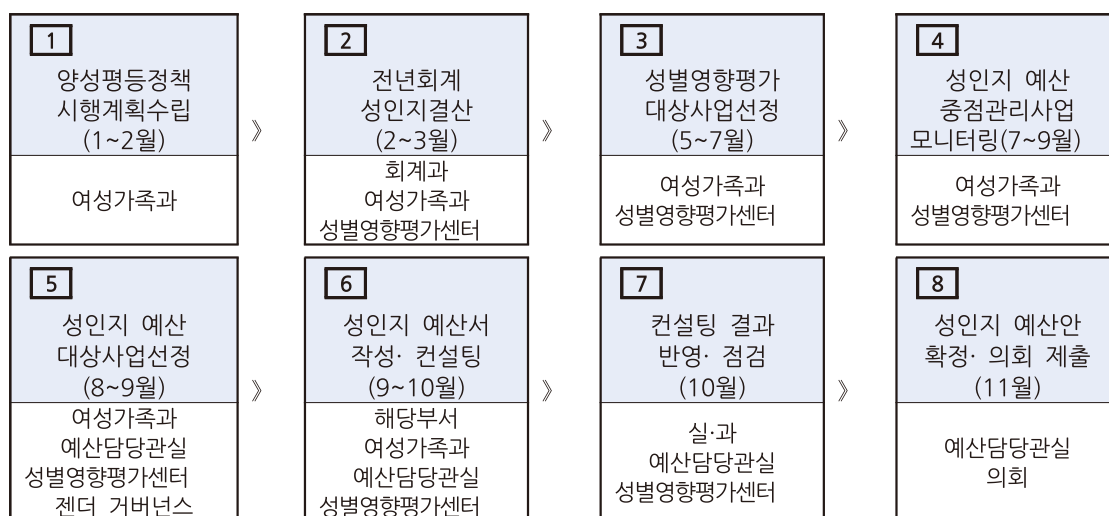 1
양성평등정책
시행계획수립
(1~2월)
여성가족과
》
2
전년회계
성인지결산
(2~3월)
회계과
여성가족과
성별영향평가센터
》
3
성별영향평가
대상사업선정
(5~7월)
여성가족과
성별영향평가센터
》
4
성인지 예산
중점관리사업
모니터링(7~9월)
여성가족과
성별영향평가센터
5
성인지 예산
대상사업선정
(8~9월)
여성가족과
예산담당관실
성별영향평가센터
젠더 거버넌스
》
6
성인지 예산서
작성· 컨설팅
(9~10월)
해당부서
여성가족과
예산담당관실
성별영향평가센터
》
7
컨설팅 결과
반영· 점검
(10월)
실·과
예산담당관실
성별영향평가센터
》
8
성인지 예산안
확정· 의회 제출
(11월)
예산담당관실
의회